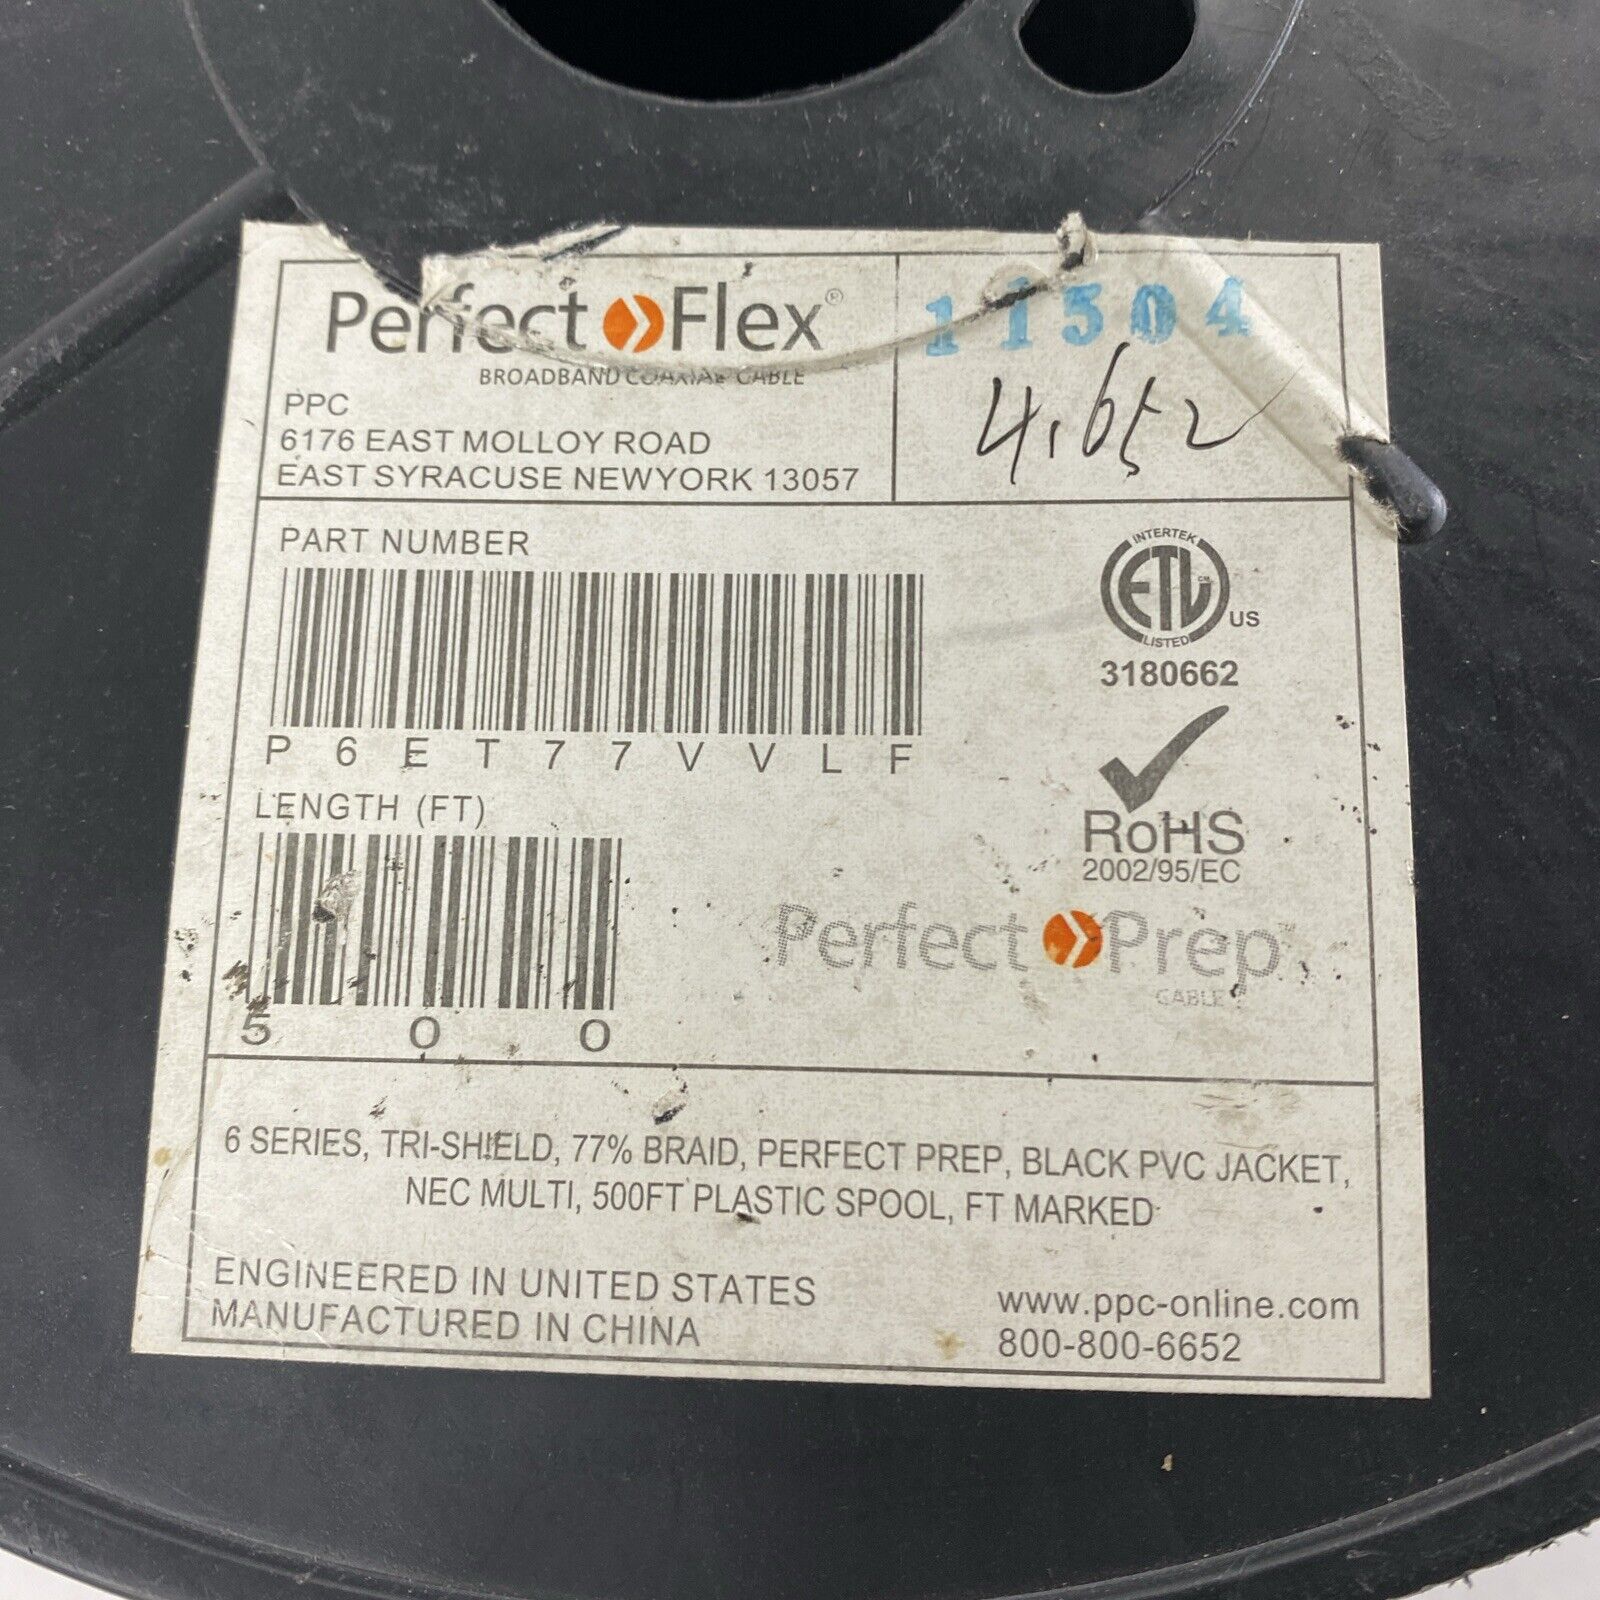 Perfect Flex®
BROADBAND COAXIAL CABLE
PPC
6176 EAST MOLLOY ROAD
EAST SYRACUSE NEWYORK 13057
11504
4.652
PART NUMBER
P6ET77VVLF
LENGTH (FT)
500
INTERTEK
ETL CM
LISTED
US
3180662
RoHS
2002/95/EC
Perfect Prep
CABLE
6 SERIES, TRI-SHIELD, 77% BRAID, PERFECT PREP, BLACK PVC JACKET,
NEC MULTI, 500FT PLASTIC SPOOL, FT MARKED
ENGINEERED IN UNITED STATES
MANUFACTURED IN CHINA
www.ppc-online.com
800-800-6652